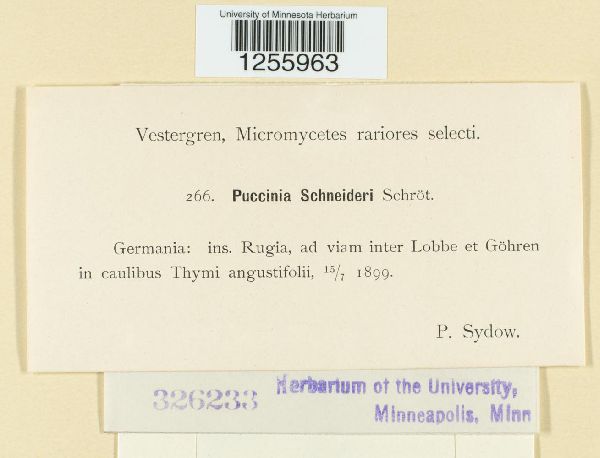 University of Minnesota Herbarium
1255963
Vestergren, Micromycetes rariores selecti.
266. Puccinia Schneideri Schröt.
Germania: ins. Rugia, ad viam inter Lobbe et Göhren
in caulibus Thymi angustifolii, 15/7 1899.
P. Sydow.
326233 Herbarium of the University,
Minneapolis, Minn